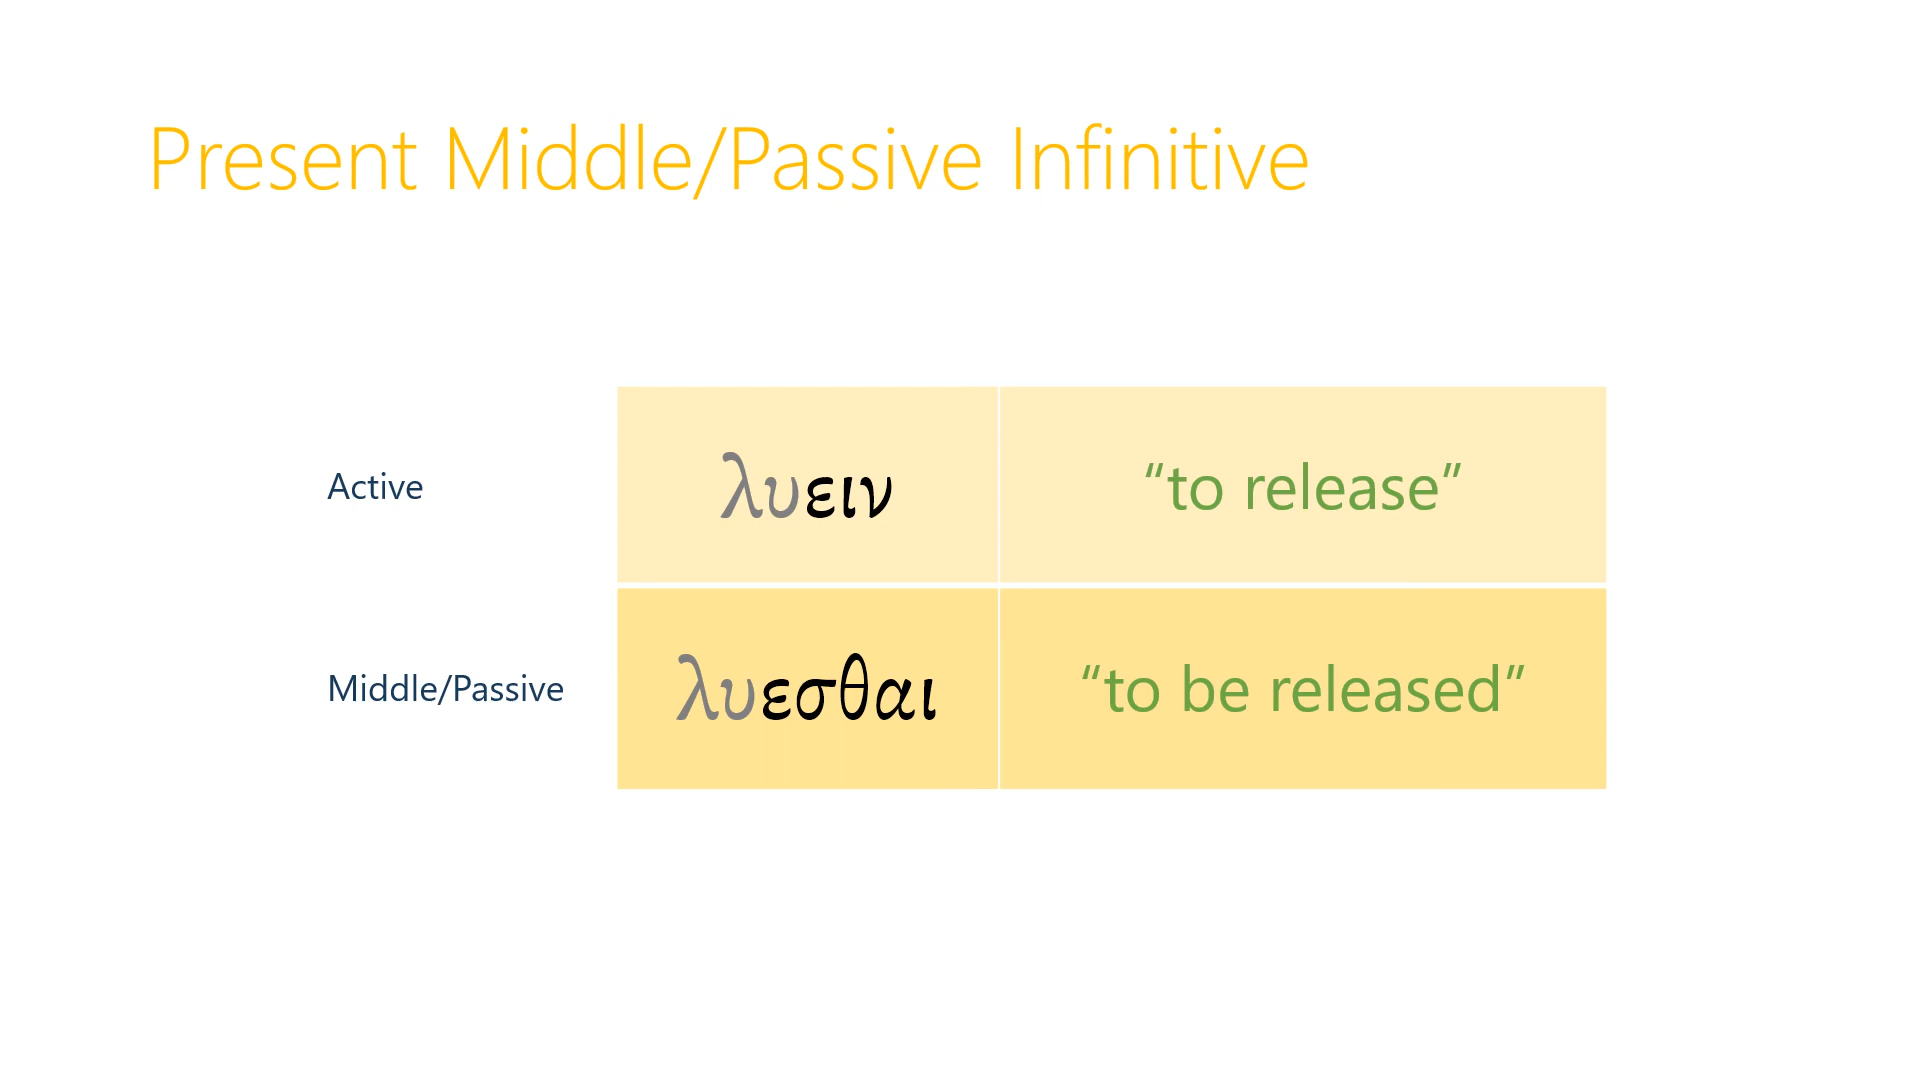 Present Middle/Passive Infinitive
Active λυειν “to release”
Middle/Passive λυεσθαι “to be released”